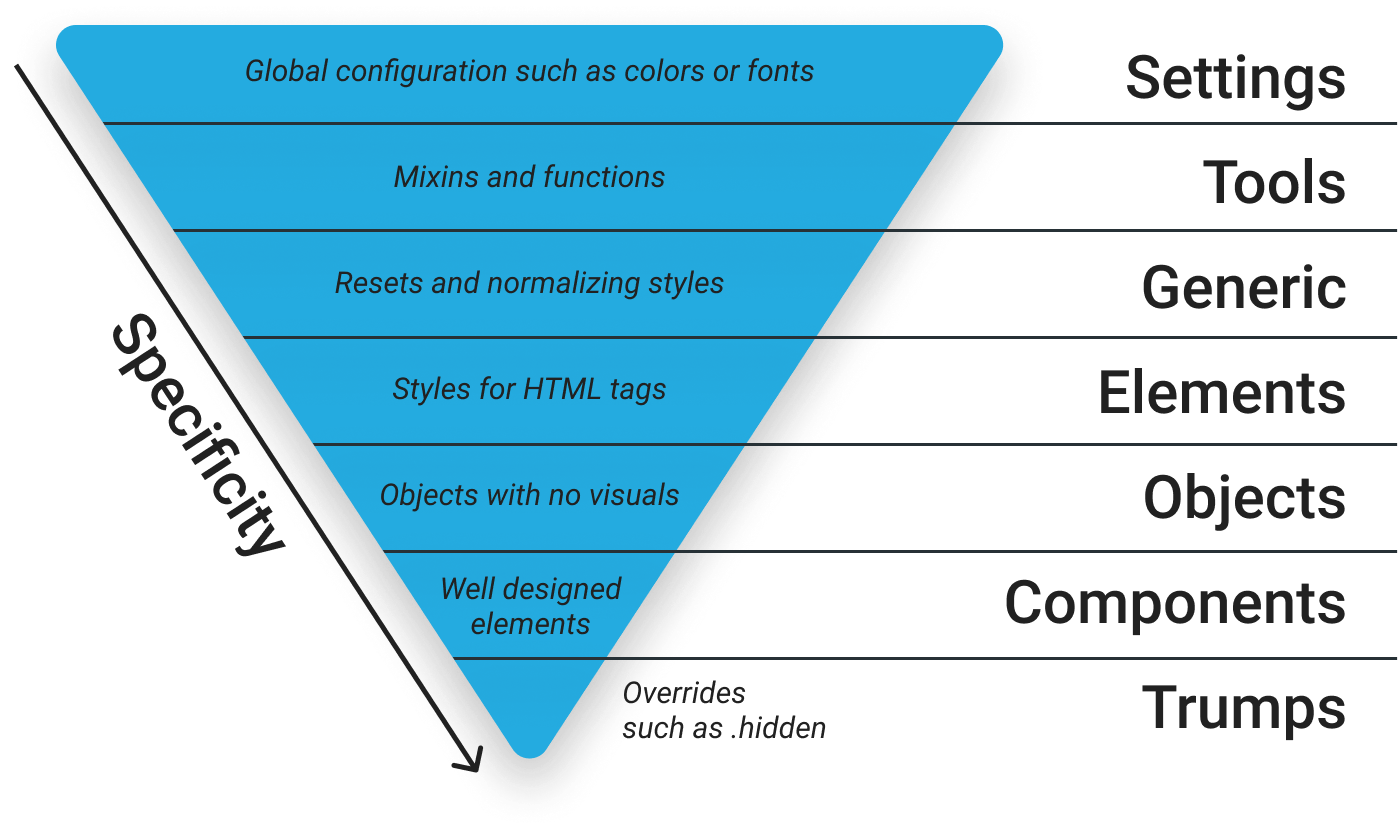 Global configuration such as colors or fonts
Settings
Mixins and functions
Tools
Resets and normalizing styles
Generic
Specificity
Styles for HTML tags
Elements
Objects with no visuals
Objects
Well designed
elements
Components
Overrides
such as .hidden
Trumps